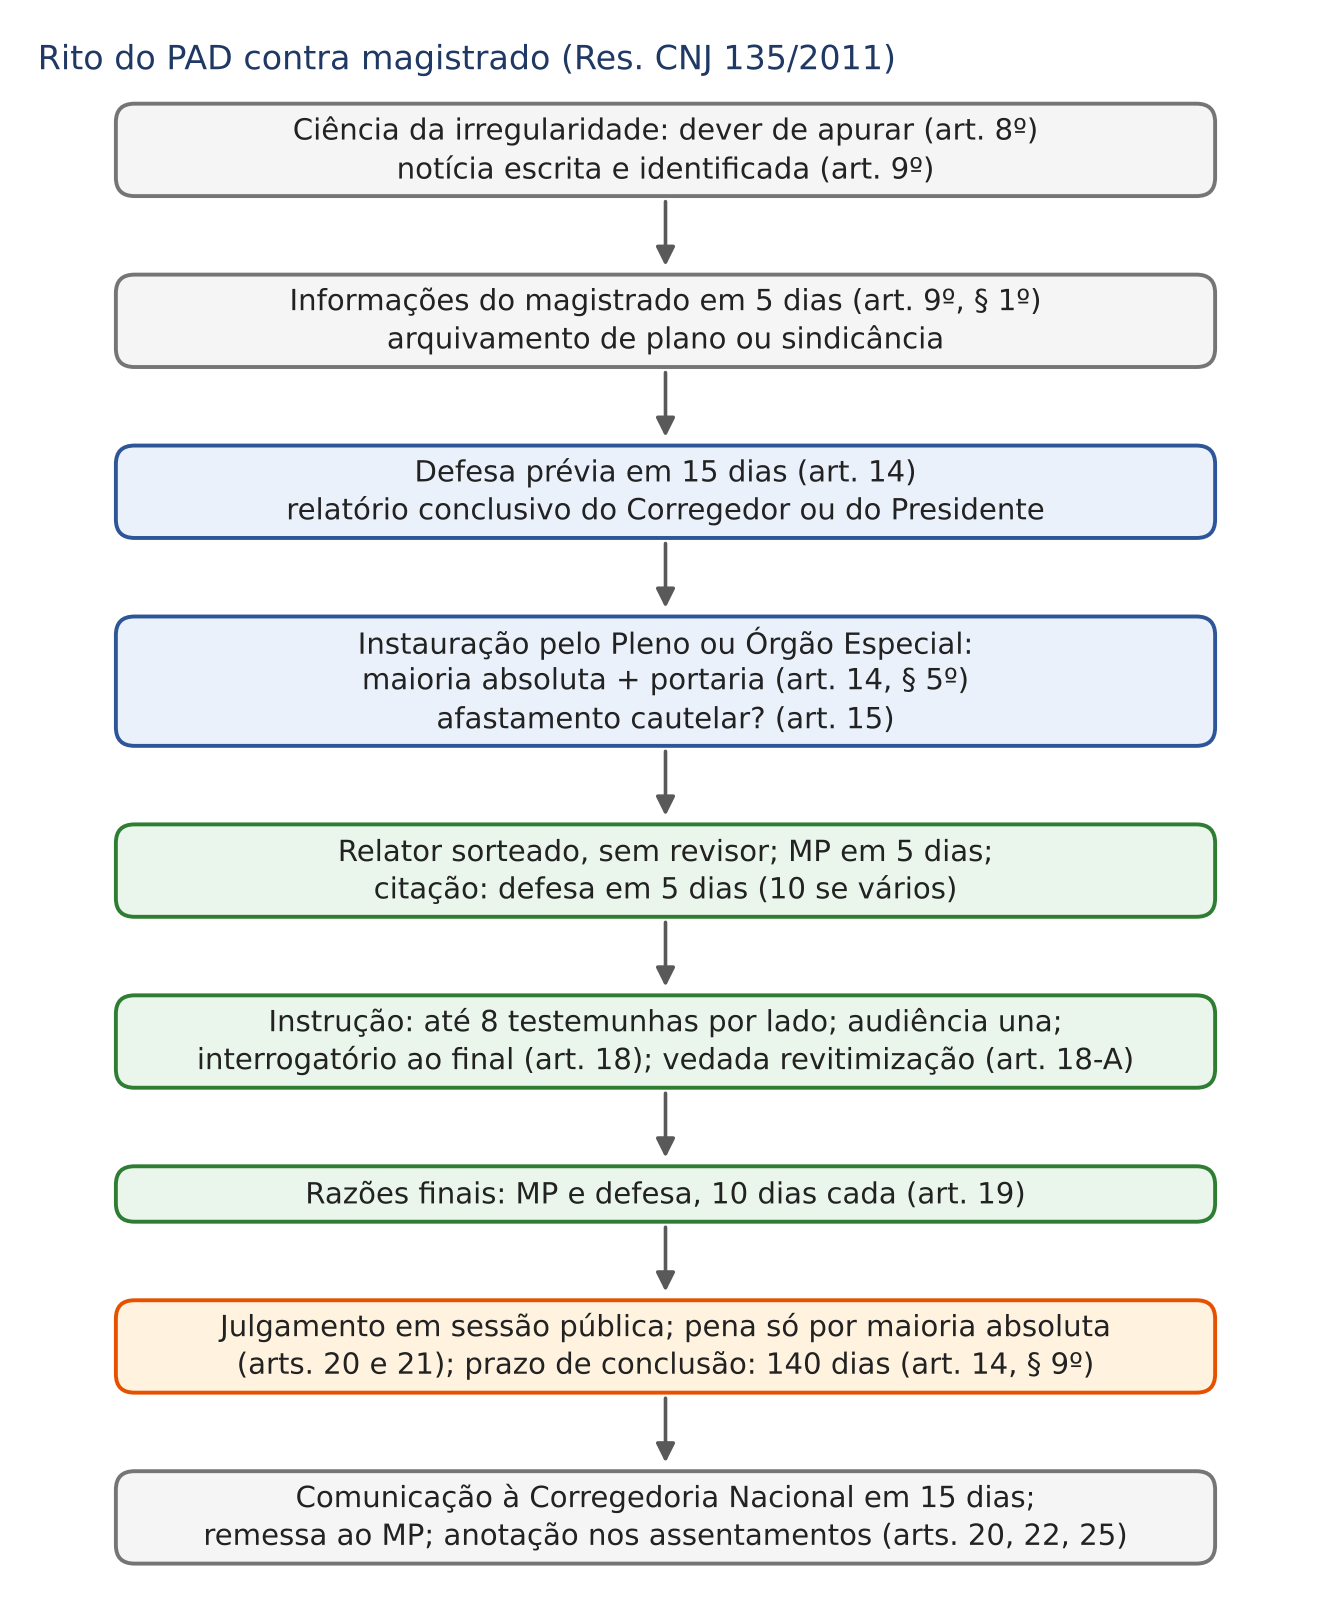 Rito do PAD contra magistrado (Res. CNJ 135/2011)
Ciência da irregularidade: dever de apurar (art. 8º)
notícia escrita e identificada (art. 9º)
Informações do magistrado em 5 dias (art. 9º, § 1º)
arquivamento de plano ou sindicância
Defesa prévia em 15 dias (art. 14)
relatório conclusivo do Corregedor ou do Presidente
Instauração pelo Pleno ou Órgão Especial:
maioria absoluta + portaria (art. 14, § 5º)
afastamento cautelar? (art. 15)
Relator sorteado, sem revisor; MP em 5 dias;
citação: defesa em 5 dias (10 se vários)
Instrução: até 8 testemunhas por lado; audiência una;
interrogatório ao final (art. 18); vedada revitimização (art. 18-A)
Razões finais: MP e defesa, 10 dias cada (art. 19)
Julgamento em sessão pública; pena só por maioria absoluta
(arts. 20 e 21); prazo de conclusão: 140 dias (art. 14, § 9º)
Comunicação à Corregedoria Nacional em 15 dias;
remessa ao MP; anotação nos assentamentos (arts. 20, 22, 25)